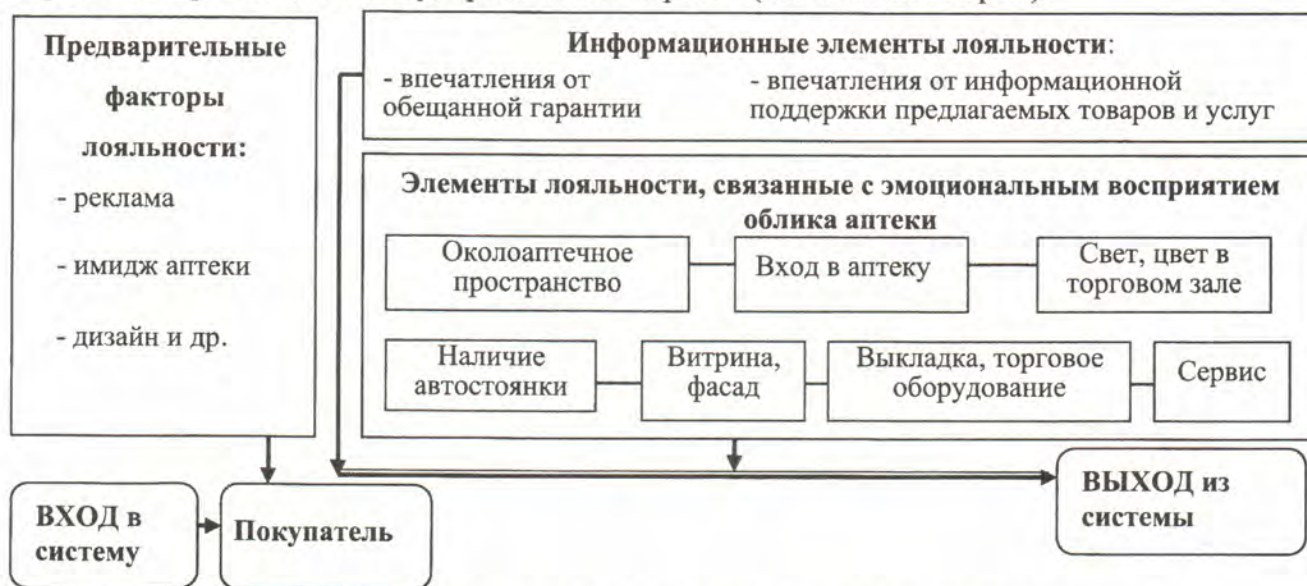 Предварительные
факторы
лояльности:
- реклама
- имидж аптеки
- дизайн и др.
Информационные элементы лояльности:
- впечатления от
обещанной гарантии
- впечатления от информационной
поддержки предлагаемых товаров и услуг
Элементы лояльности, связанные с эмоциональным восприятием
облика аптеки
Околоаптечное
пространство
Вход в аптеку
Свет, цвет в
торговом зале
Наличие
автостоянки
Витрина,
фасад
Выкладка, торговое
оборудование
Сервис
ВХОД в
систему
Покупатель
ВЫХОД из
системы